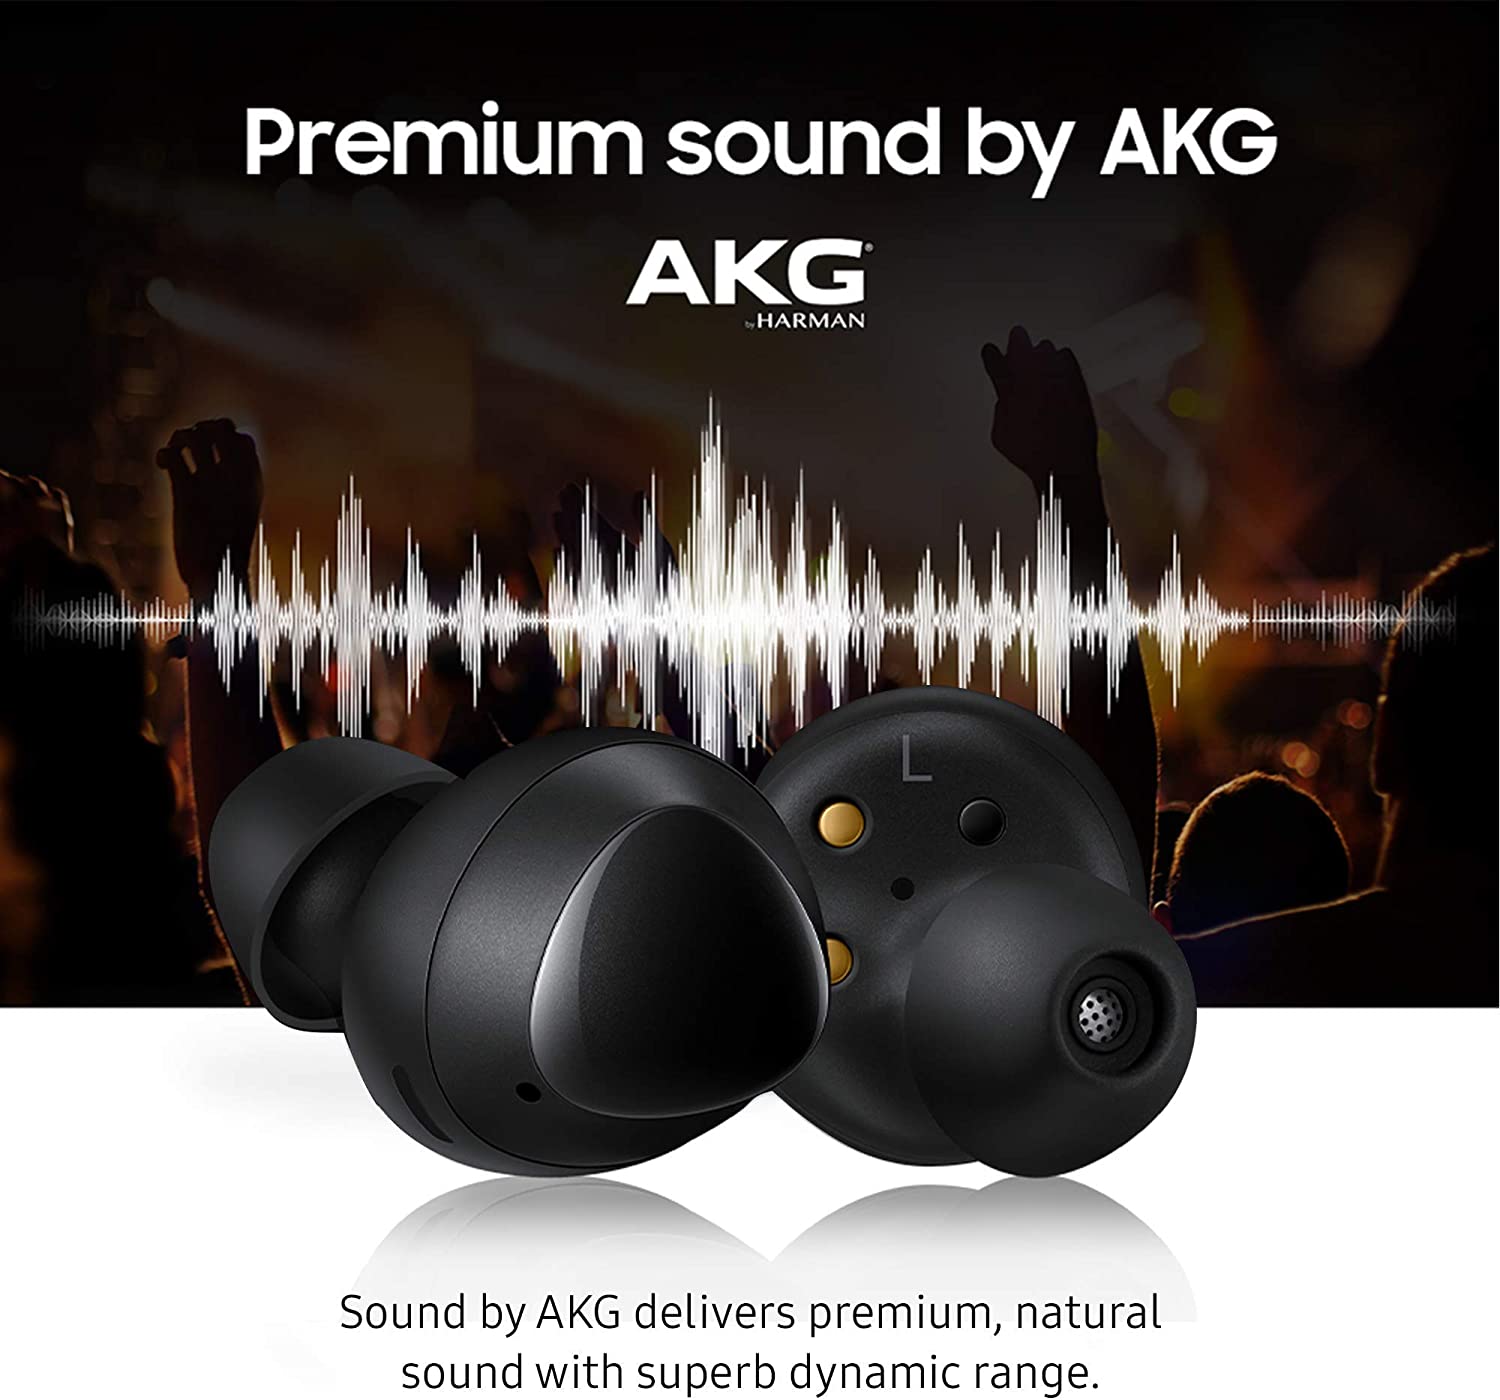 Premium sound by AKG
AKG®
by HARMAN
L
Sound by AKG delivers premium, natural
sound with superb dynamic range.